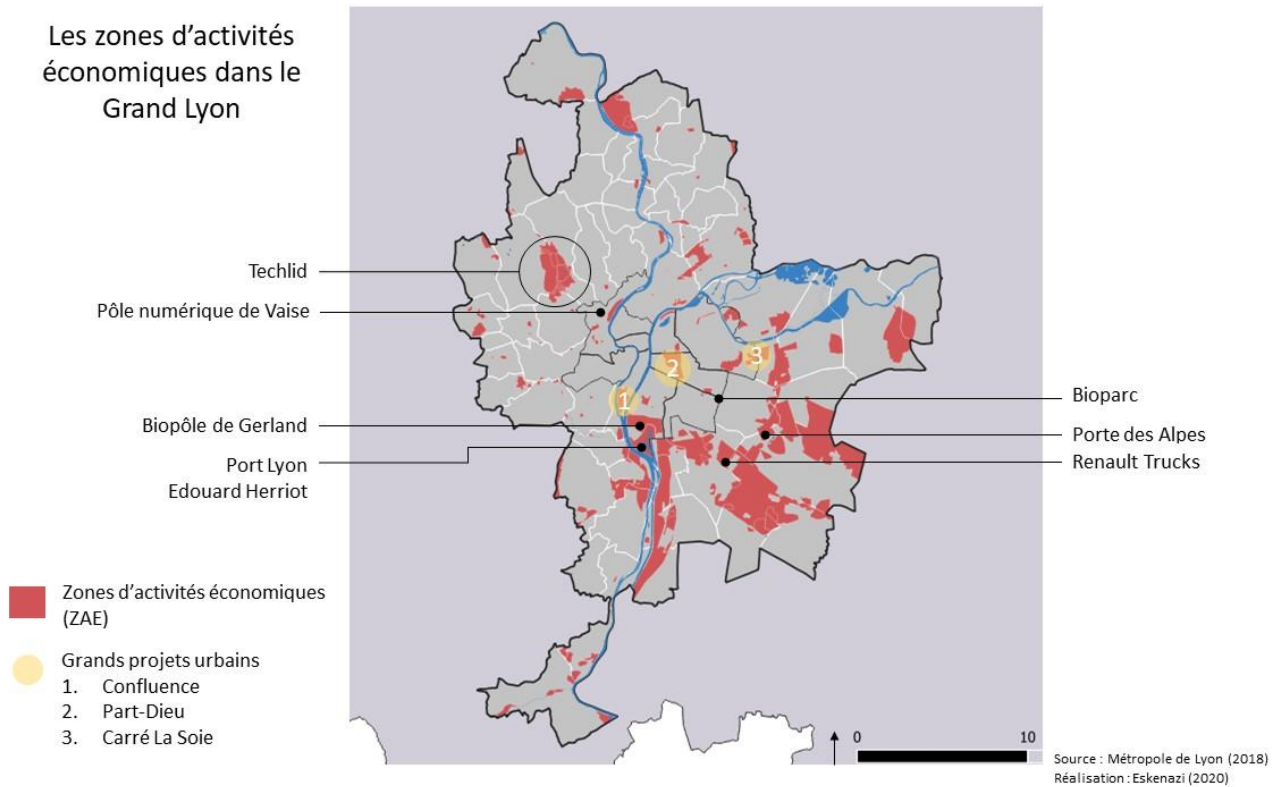 Les zones d’activités
économiques dans le
Grand Lyon
Techlid
Pôle numérique de Vaise
Biopôle de Gerland
Port Lyon
Edouard Herriot
1
2
3
Bioparc
Porte des Alpes
Renault Trucks
Zones d’activités économiques
(ZAE)
Grands projets urbains
1. Confluence
2. Part-Dieu
3. Carré La Soie
0 10
Source : Métropole de Lyon (2018)
Réalisation : Eskenazi (2020)